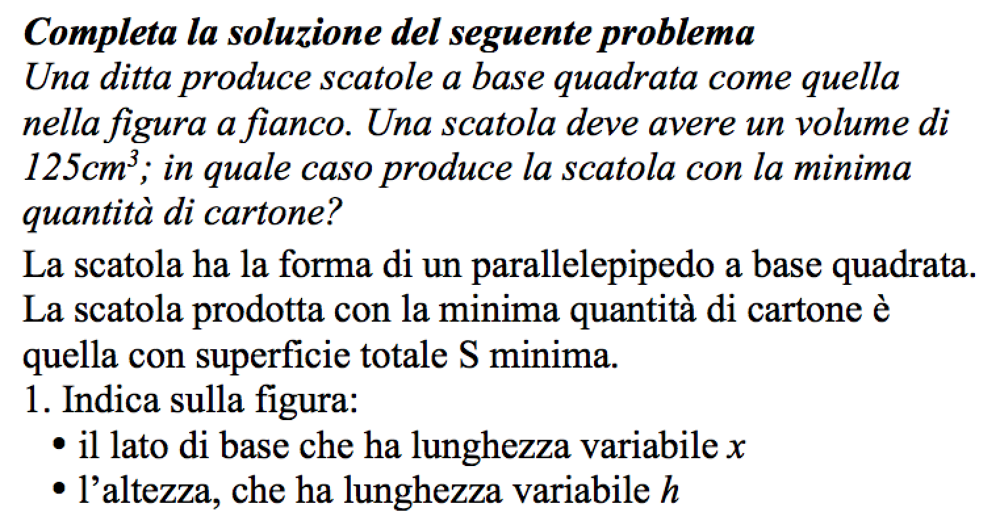 Completa la soluzione del seguente problema
Una ditta produce scatole a base quadrata come quella
nella figura a fianco. Una scatola deve avere un volume di
125cm³; in quale caso produce la scatola con la minima
quantità di cartone?
La scatola ha la forma di un parallelepipedo a base quadrata.
La scatola prodotta con la minima quantità di cartone è
quella con superficie totale S minima.
1. Indica sulla figura:
• il lato di base che ha lunghezza variabile x
• l’altezza, che ha lunghezza variabile h